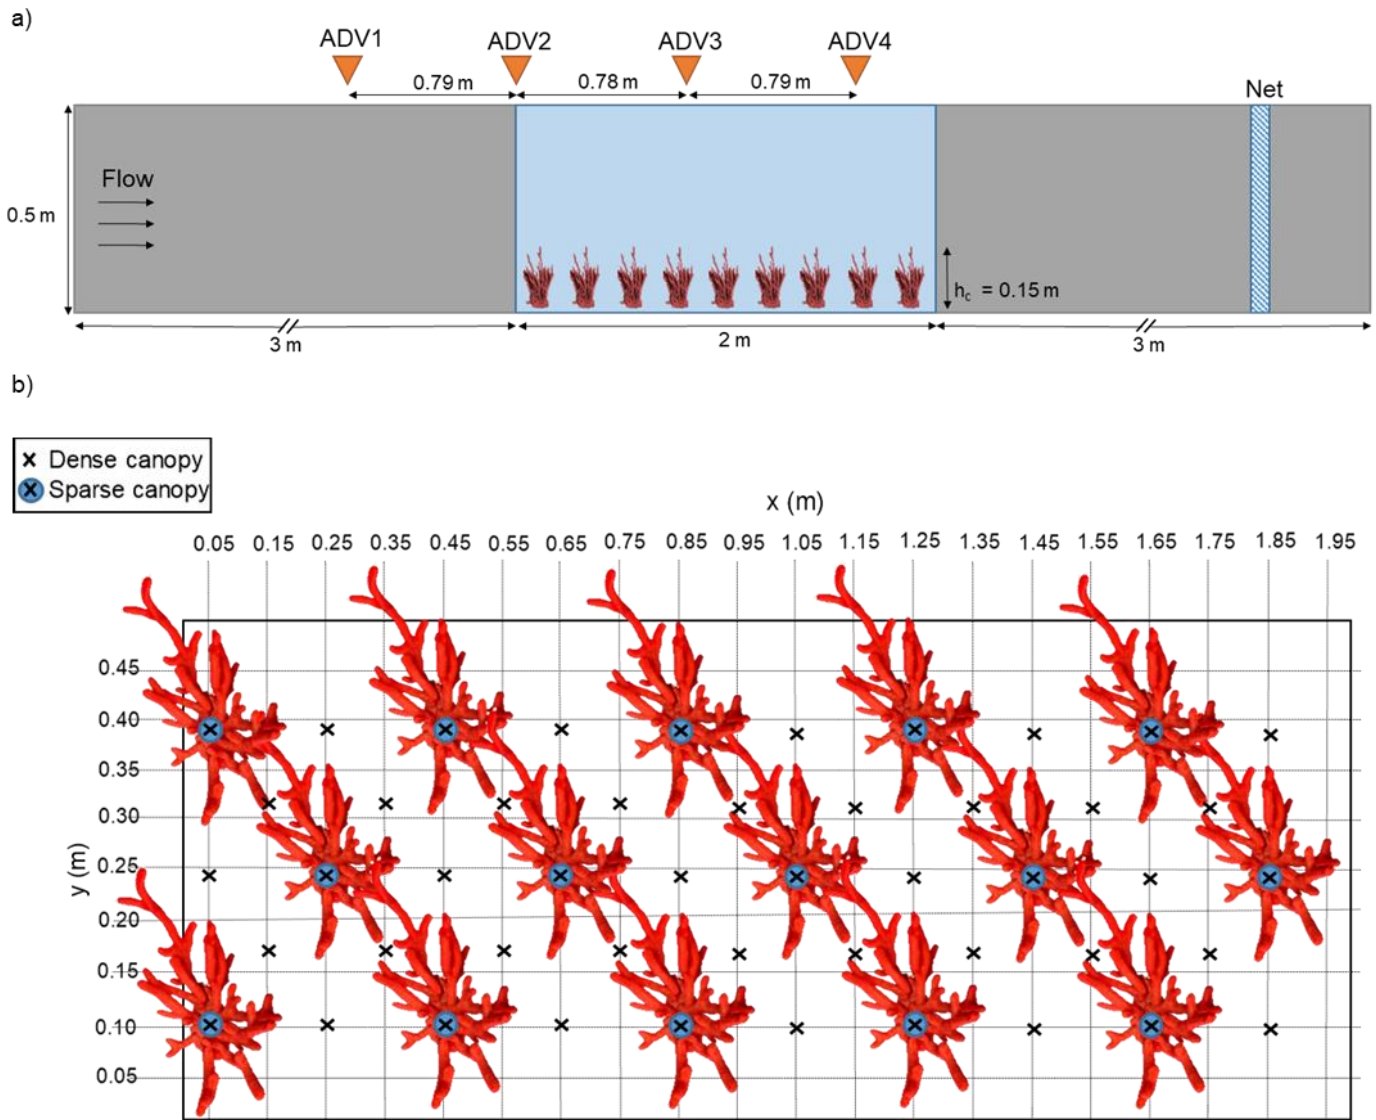 a)
ADV1 ADV2 ADV3 ADV4
0.79 m 0.78 m 0.79 m
Net
Flow
0.5 m
hc = 0.15 m
3 m 2 m 3 m
b)
× Dense canopy
× Sparse canopy
x (m)
0.05 0.15 0.25 0.35 0.45 0.55 0.65 0.75 0.85 0.95 1.05 1.15 1.25 1.35 1.45 1.55 1.65 1.75 1.85 1.95
0.45
0.40
0.35
0.30
0.25
0.20
0.15
0.10
0.05
y (m)